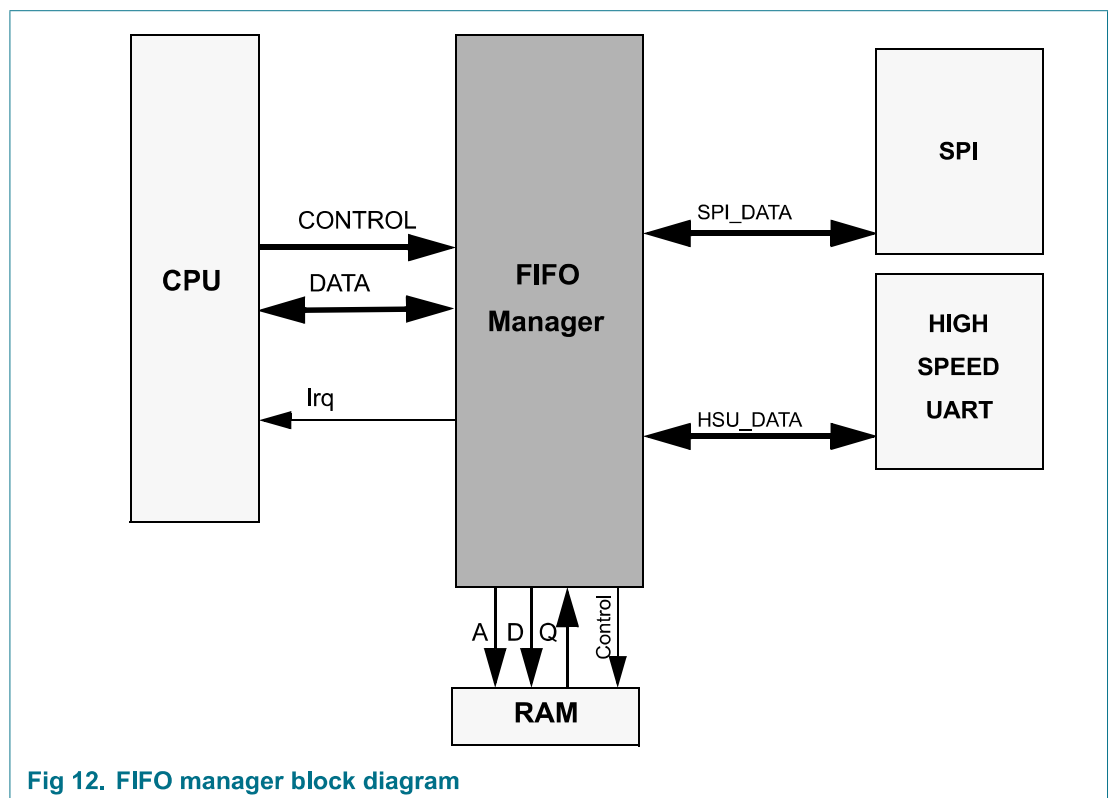 CPU
CONTROL
DATA
Irq
FIFO
Manager
SPI_DATA
SPI
HSU_DATA
HIGH
SPEED
UART
A
D
Q
Control
RAM
Fig 12. FIFO manager block diagram